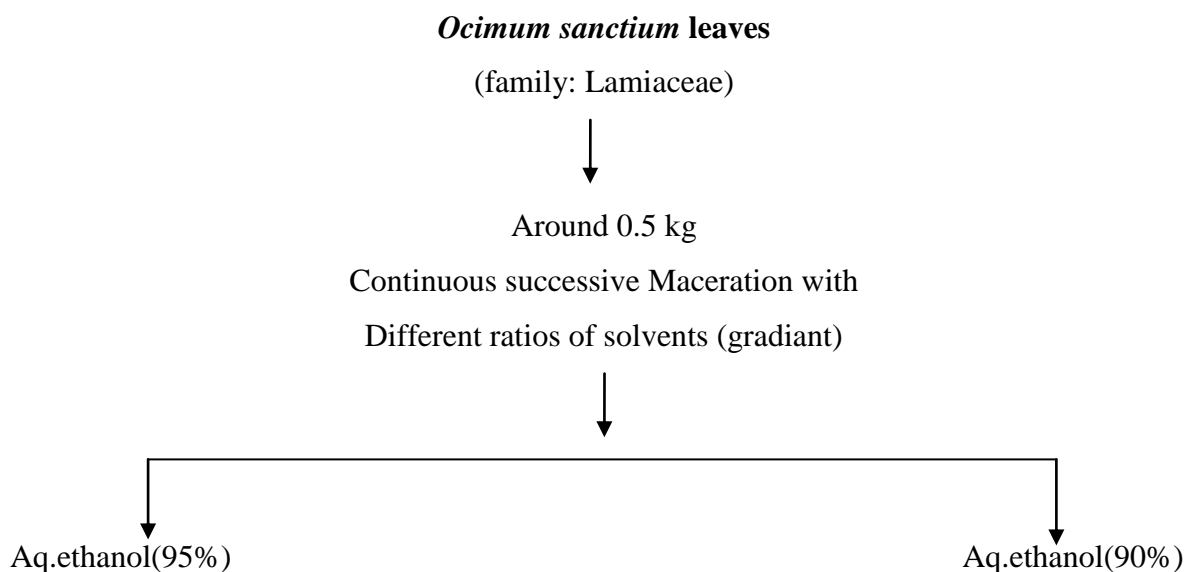 Ocimum sanctium leaves
(family: Lamiaceae)
Around 0.5 kg
Continuous successive Maceration with
Different ratios of solvents (gradiant)
Aq.ethanol(95%) Aq.ethanol(90%)